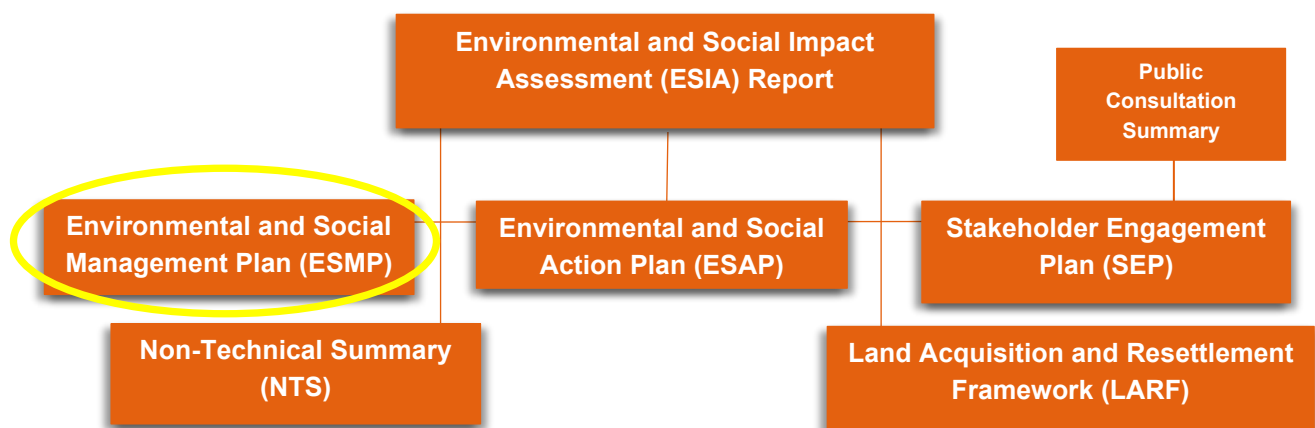 Environmental and Social Impact
Assessment (ESIA) Report
Public
Consultation
Summary
Environmental and Social
Management Plan (ESMP)
Environmental and Social
Action Plan (ESAP)
Stakeholder Engagement
Plan (SEP)
Non-Technical Summary
(NTS)
Land Acquisition and Resettlement
Framework (LARF)